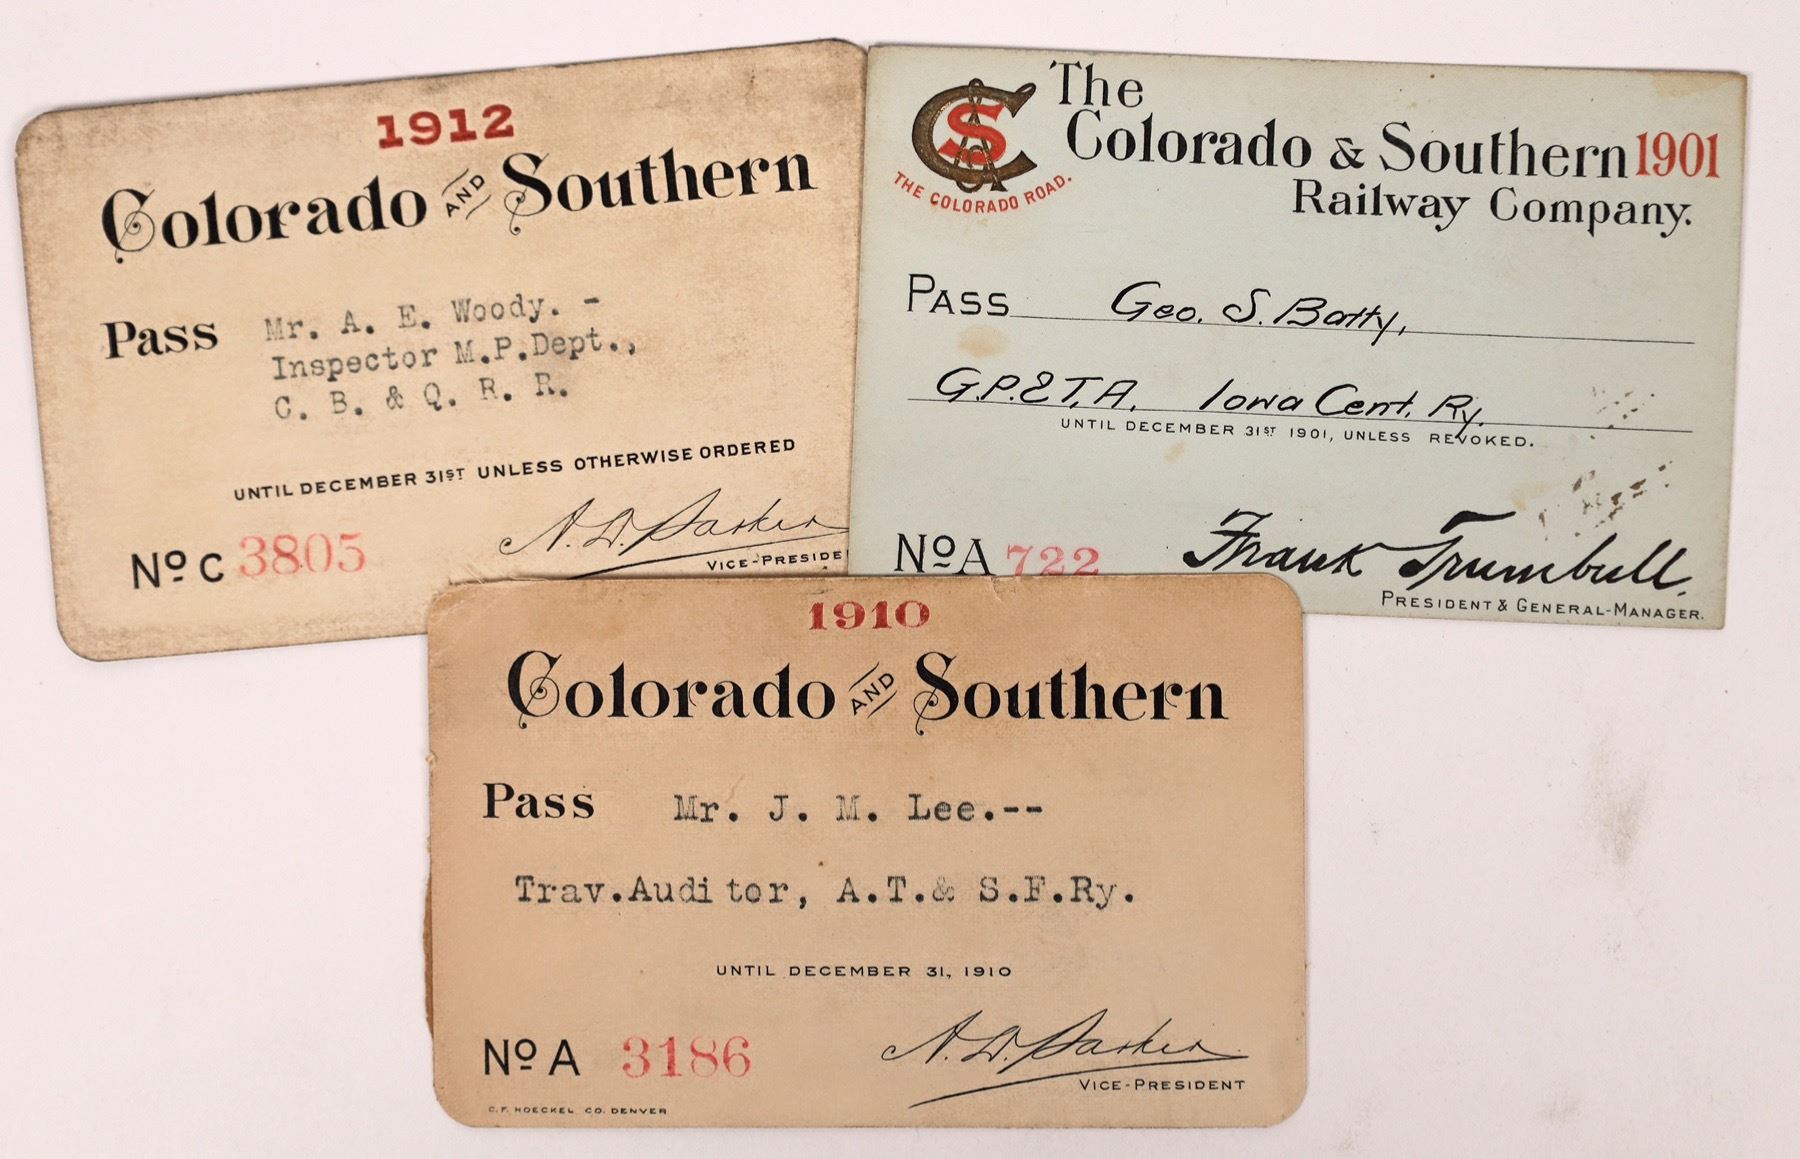 1912
Colorado AND Southern
Pass Mr. A. E. Woody. -
Inspector M.P.Dept.,
C. B. & Q. R. R.
UNTIL DECEMBER 31ST UNLESS OTHERWISE ORDERED
No C 3805
A. D. Parker
VICE-PRESIDE
CS
THE COLORADO ROAD.
The
Colorado & Southern 1901
Railway Company.
PASS Geo. S. Batty,
G.P.& T.A. Iowa Cent. Ry.
UNTIL DECEMBER 31ST 1901, UNLESS REVOKED.
No A 722
Frank Trumbull.
PRESIDENT & GENERAL-MANAGER.
1910
Colorado AND Southern
Pass Mr. J. M. Lee.--
Trav.Auditor, A.T.& S.F.Ry.
UNTIL DECEMBER 31, 1910
No A 3186
A. D. Parker
VICE-PRESIDENT
C.F. HOECKEL CO. DENVER